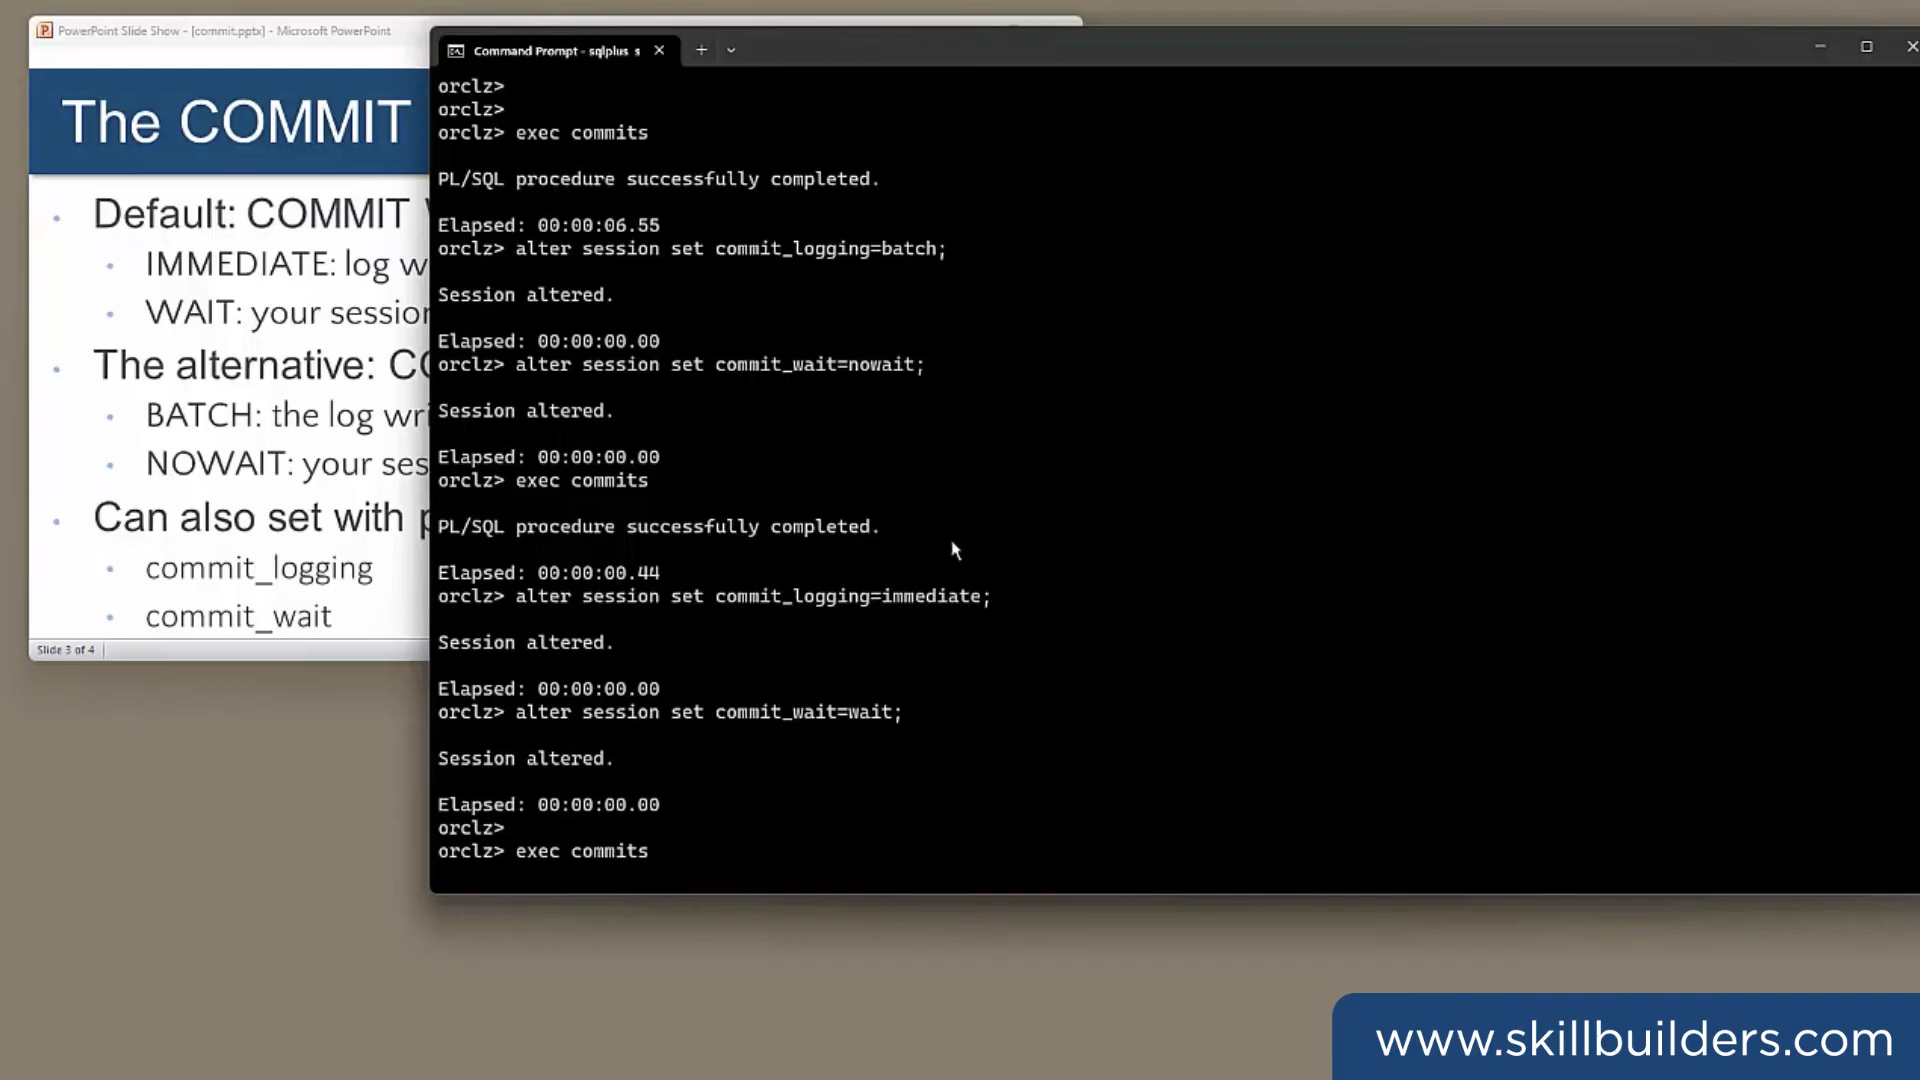 PowerPoint Slide Show - [commit.pptx] - Microsoft PowerPoint
The COMMIT
Default: COMMIT
IMMEDIATE: log
WAIT: your session
The alternative:
BATCH: the log
NOWAIT: your
Can also set with
commit_logging
commit_wait
Slide 3 of 4
Command Prompt - sqlplus s
orclz>
orclz>
orclz> exec commits
PL/SQL procedure successfully completed.
Elapsed: 00:00:06.55
orclz> alter session set commit_logging=batch;
Session altered.
Elapsed: 00:00:00.00
orclz> alter session set commit_wait=nowait;
Session altered.
Elapsed: 00:00:00.00
orclz> exec commits
PL/SQL procedure successfully completed.
Elapsed: 00:00:00.44
orclz> alter session set commit_logging=immediate;
Session altered.
Elapsed: 00:00:00.00
orclz> alter session set commit_wait=wait;
Session altered.
Elapsed: 00:00:00.00
orclz>
orclz> exec commits
www.skillbuilders.com